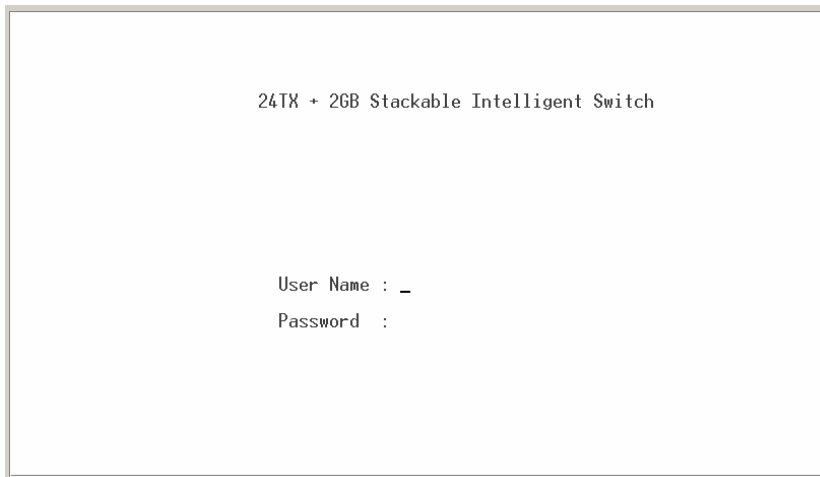 24TX + 2GB Stackable Intelligent Switch
User Name : _
Password  :